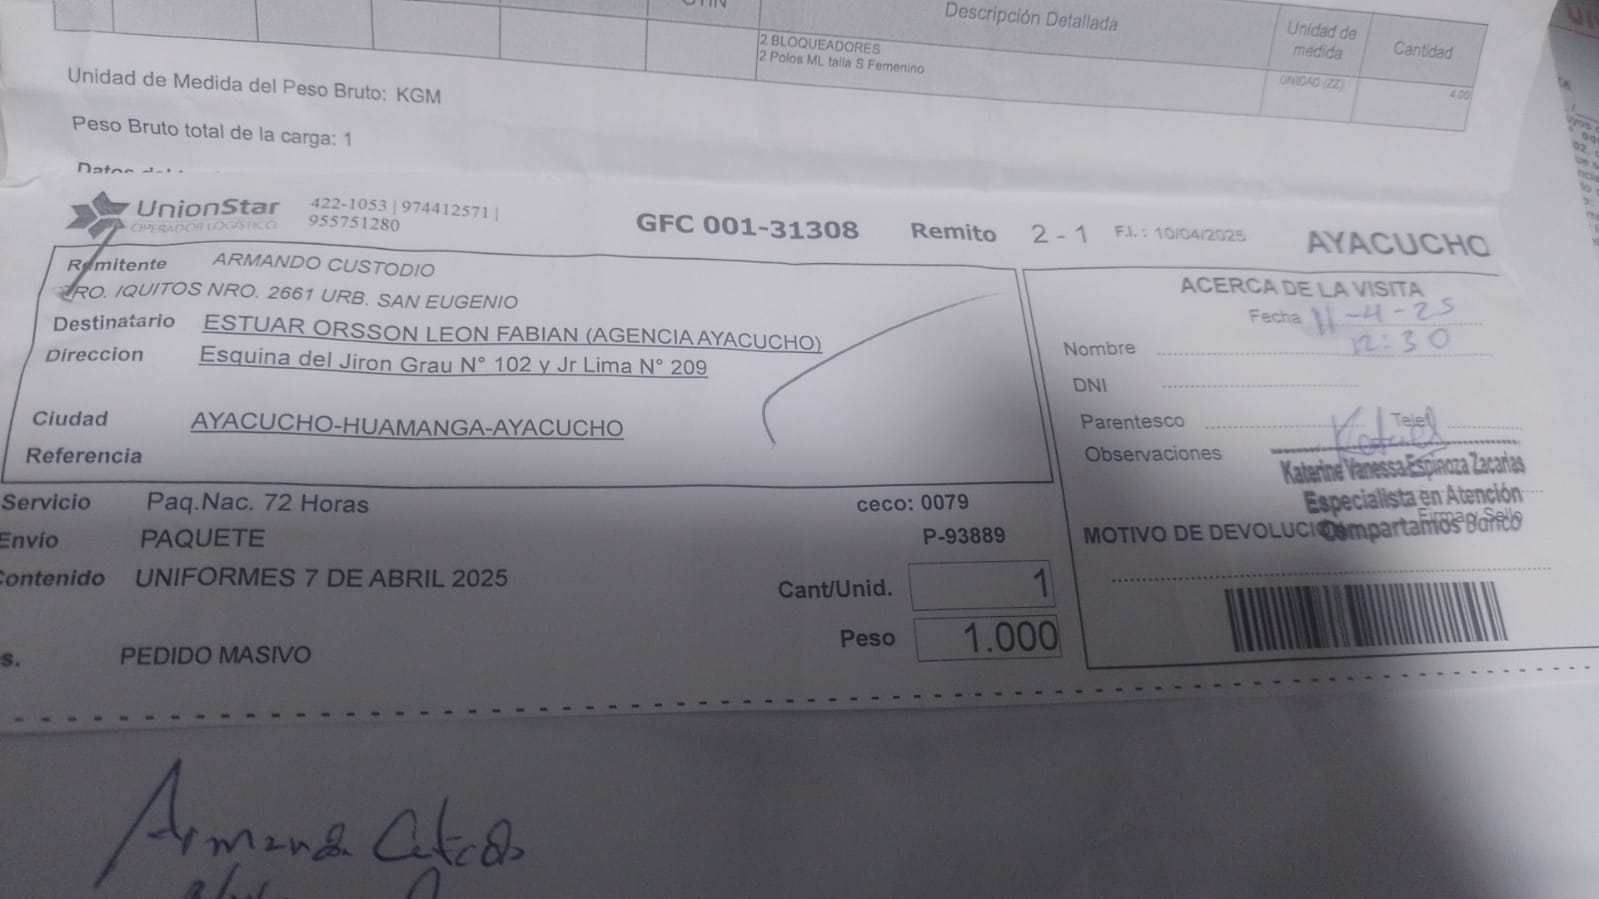 Descripción Detallada
Unidad de medida
Cantidad
2 BLOQUEADORES
2 Polos ML talla S Femenino
UNIDAD (ZZ)
4.00
Unidad de Medida del Peso Bruto: KGM
Peso Bruto total de la carga: 1
UnionStar
OPERADOR LOGÍSTICO
422-1053 | 974412571 |
955751280
GFC 001-31308
Remito 2 - 1
F.I. : 10/04/2025
AYACUCHO
Remitente ARMANDO CUSTODIO
PRO. IQUITOS NRO. 2661 URB. SAN EUGENIO
Destinatario ESTUAR ORSSON LEON FABIAN (AGENCIA AYACUCHO)
Direccion Esquina del Jiron Grau N° 102 y Jr Lima N° 209
Ciudad AYACUCHO-HUAMANGA-AYACUCHO
Referencia
ACERCA DE LA VISITA
Fecha 11-4-25
12:30
Nombre
DNI
Parentesco Telef
Observaciones
Katerine Vanessa Espinoza Zacarias
Especialista en Atención
Firma y Sello
Compartamos Banco
MOTIVO DE DEVOLUCI
Servicio Paq.Nac. 72 Horas
ceco: 0079
Envío PAQUETE
P-93889
Contenido UNIFORMES 7 DE ABRIL 2025
Cant/Unid. 1
Peso 1.000
s. PEDIDO MASIVO
Armando